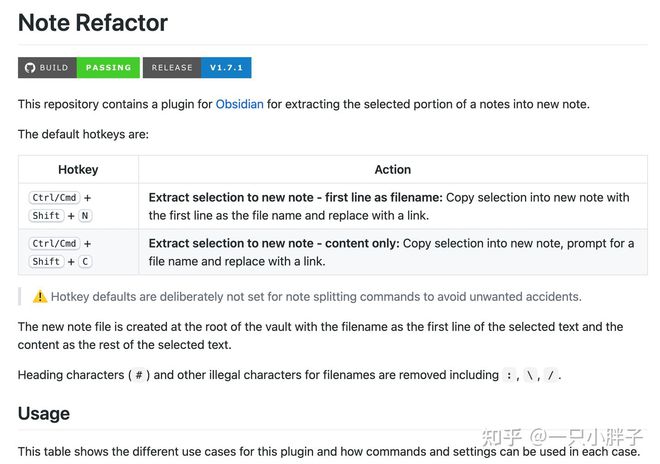 Note Refactor
BUILD PASSING RELEASE V1.7.1
This repository contains a plugin for Obsidian for extracting the selected portion of a notes into new note.
The default hotkeys are:
Hotkey Action
Ctrl/Cmd + Extract selection to new note - first line as filename: Copy selection into new note with
Shift + N the first line as the file name and replace with a link.
Ctrl/Cmd + Extract selection to new note - content only: Copy selection into new note, prompt for a
Shift + C file name and replace with a link.
⚠️ Hotkey defaults are deliberately not set for note splitting commands to avoid unwanted accidents.
The new note file is created at the root of the vault with the filename as the first line of the selected text and the
content as the rest of the selected text.
Heading characters ( # ) and other illegal characters for filenames are removed including : , \ , / .
Usage
知乎 @一只小胖子
This table shows the different use cases for this plugin and how commands and settings can be used in each case.